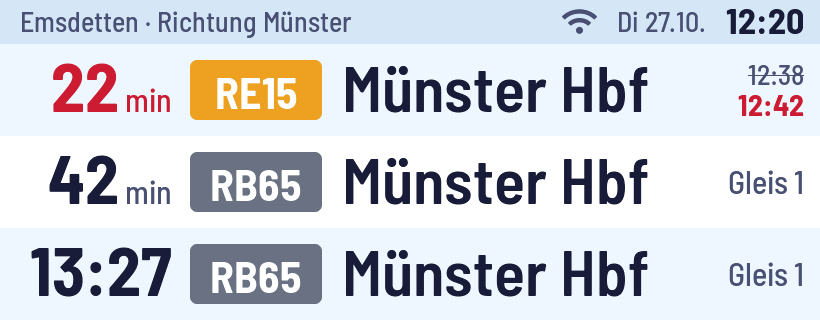 Emsdetten · Richtung Münster Di 27.10. 12:20
22 min RE15 Münster Hbf 12:38
12:42
42 min RB65 Münster Hbf Gleis 1
13:27 RB65 Münster Hbf Gleis 1